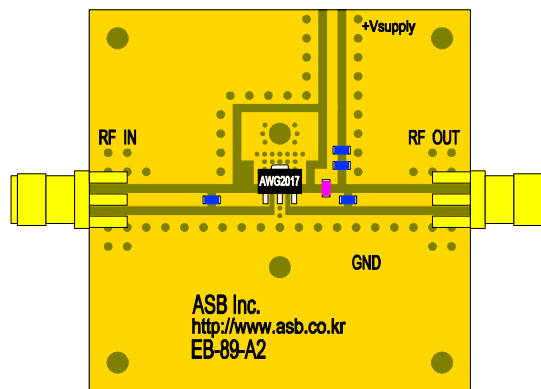 +Vsupply
RF IN
RF OUT
AWG2017
GND
ASB Inc.
http://www.asb.co.kr
EB-89-A2